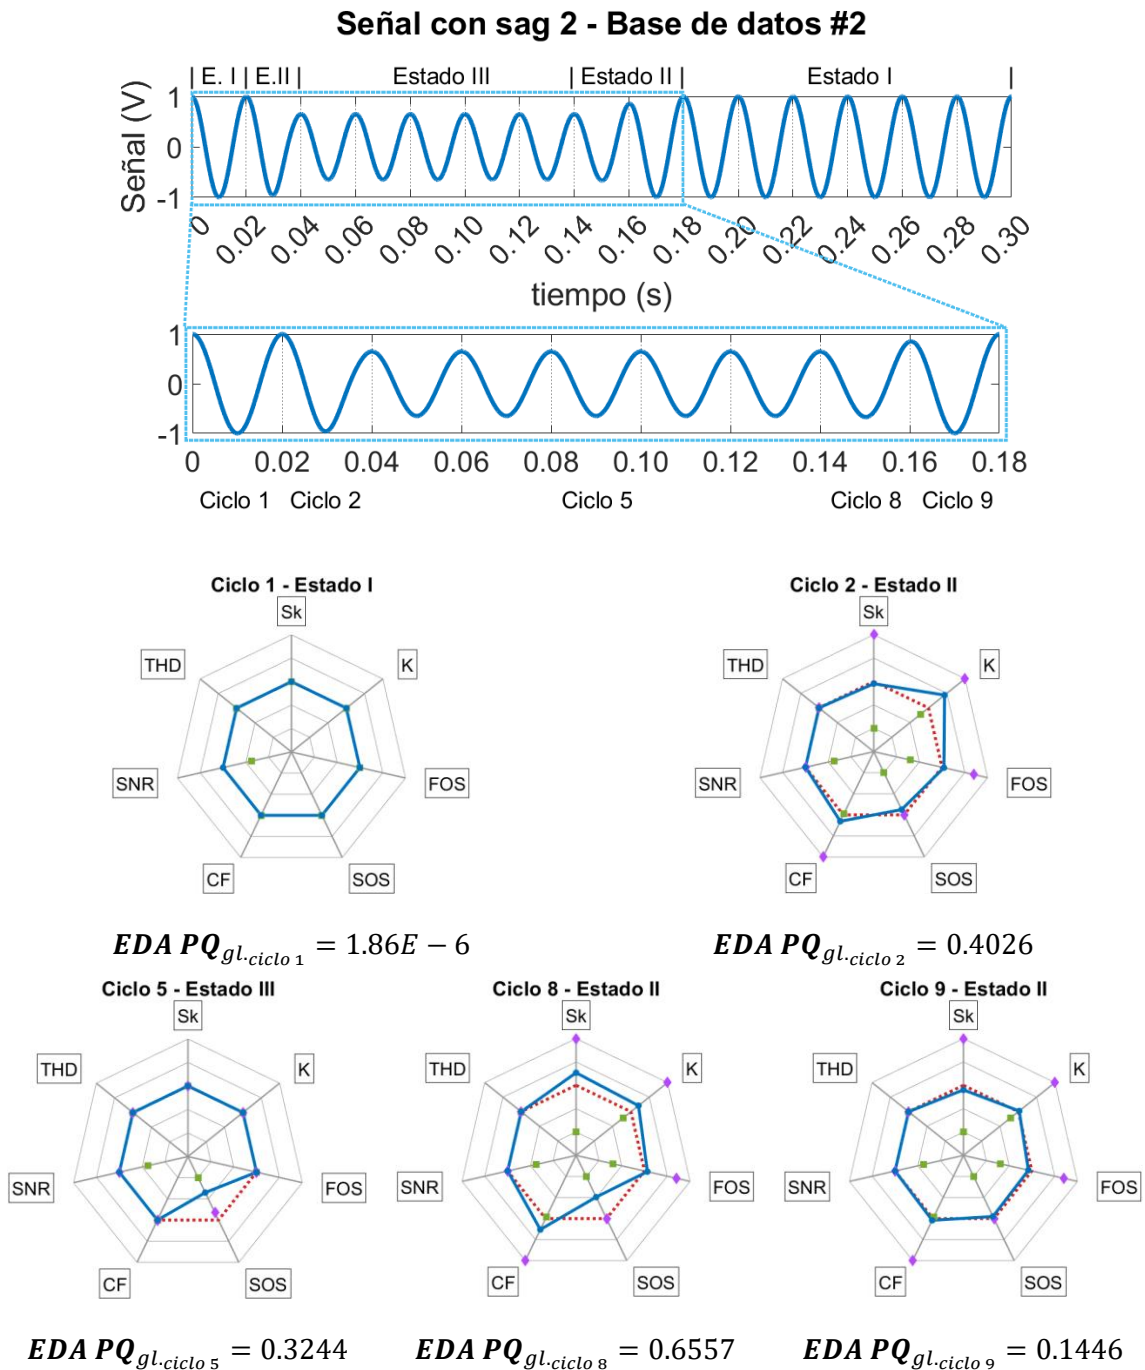 Señal con sag 2 - Base de datos #2
| E. I | E.II | Estado III | Estado II | Estado I |
Señal (V)
1
0
-1
0 0.02 0.04 0.06 0.08 0.10 0.12 0.14 0.16 0.18 0.20 0.22 0.24 0.26 0.28 0.30
tiempo (s)
1
0
-1
0 0.02 0.04 0.06 0.08 0.10 0.12 0.14 0.16 0.18
Ciclo 1 Ciclo 2 Ciclo 5 Ciclo 8 Ciclo 9
Ciclo 1 - Estado I
Sk
K
FOS
SOS
CF
SNR
THD
EDA PQgl.ciclo 1 = 1.86E − 6
Ciclo 2 - Estado II
Sk
K
FOS
SOS
CF
SNR
THD
EDA PQgl.ciclo 2 = 0.4026
Ciclo 5 - Estado III
Sk
K
FOS
SOS
CF
SNR
THD
EDA PQgl.ciclo 5 = 0.3244
Ciclo 8 - Estado II
Sk
K
FOS
SOS
CF
SNR
THD
EDA PQgl.ciclo 8 = 0.6557
Ciclo 9 - Estado II
Sk
K
FOS
SOS
CF
SNR
THD
EDA PQgl.ciclo 9 = 0.1446